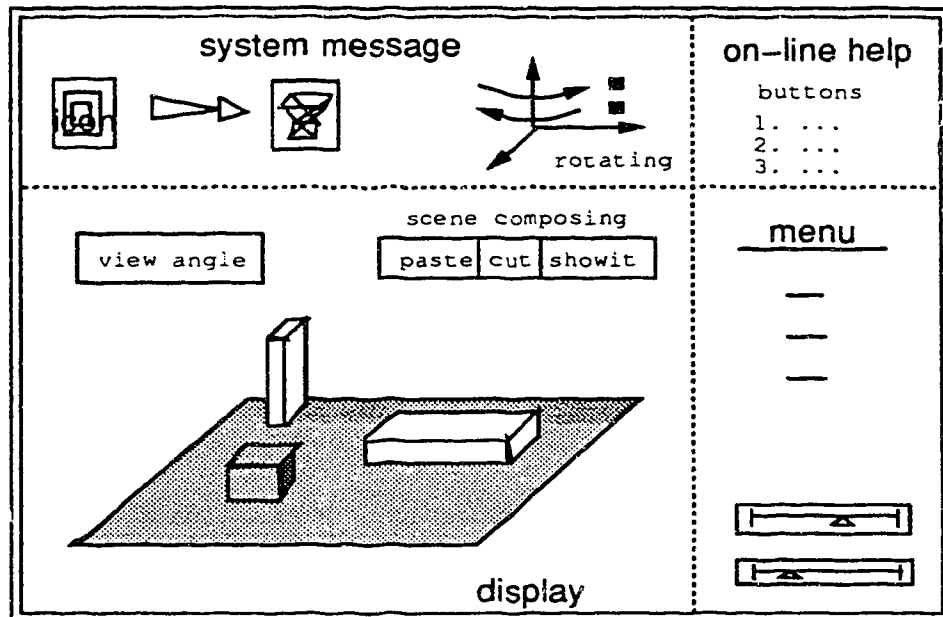 system message
rotating
on-line help
buttons
1. ...
2. ...
3. ...
view angle
scene composing
paste cut showit
menu
display